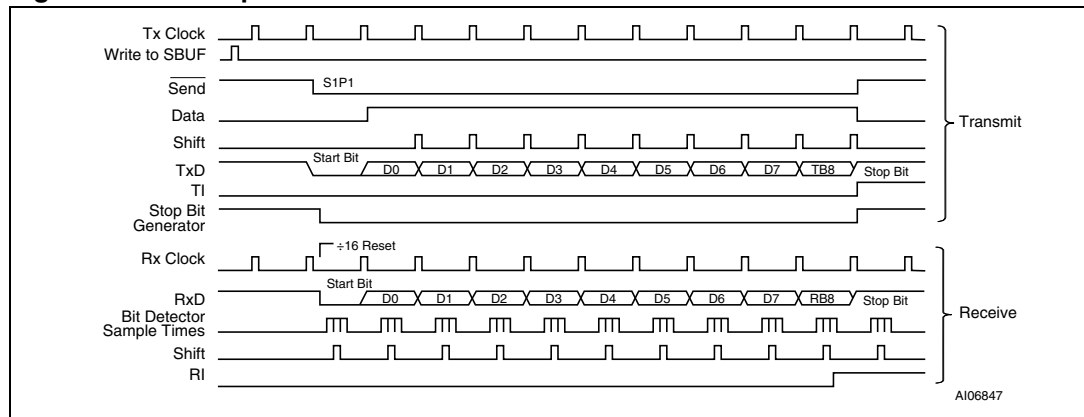 Tx Clock
Write to SBUF
Send
S1P1
Data
Shift
TxD
Start Bit
D0 D1 D2 D3 D4 D5 D6 D7 TB8
Stop Bit
TI
Stop Bit
Generator
Transmit
÷16 Reset
Rx Clock
RxD
Start Bit
D0 D1 D2 D3 D4 D5 D6 D7 RB8
Stop Bit
Bit Detector
Sample Times
Shift
RI
Receive
AI06847